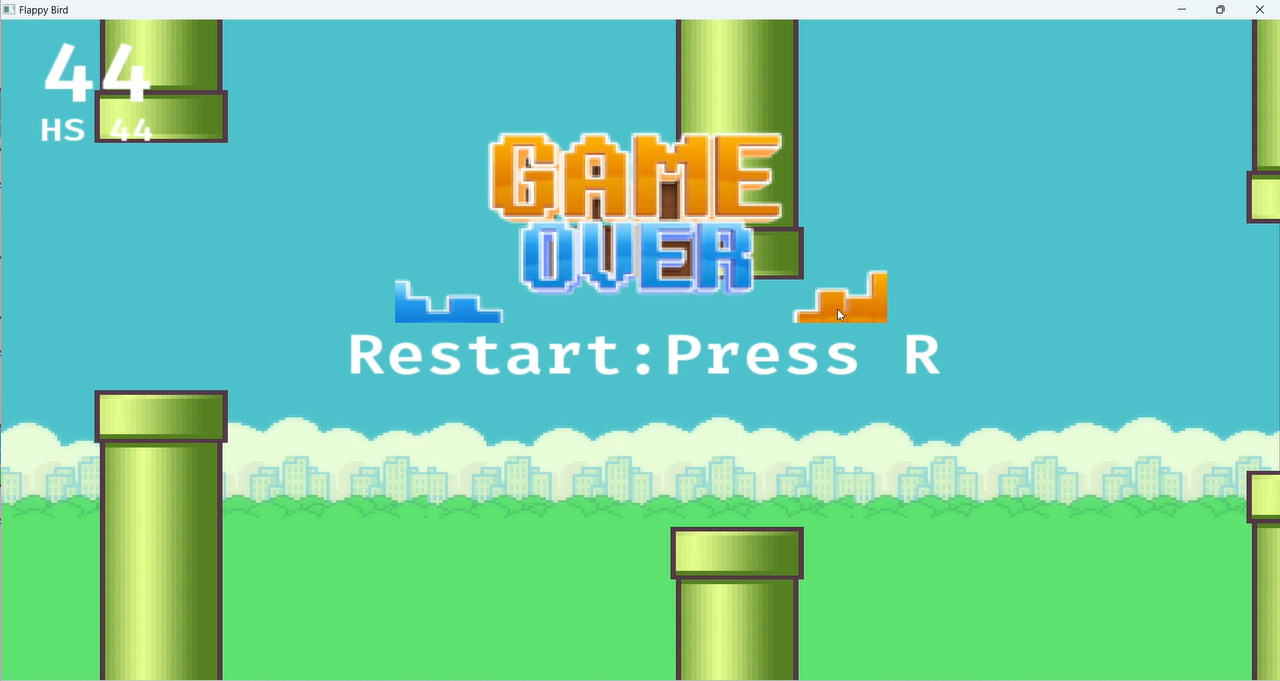 Flappy Bird
44
HS 44
GAME
OVER
Restart:Press R